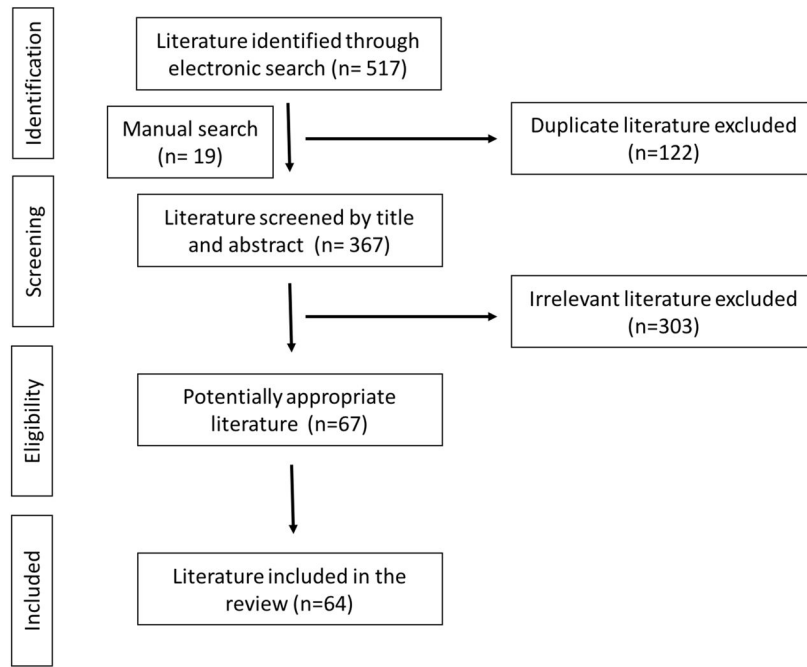 Identification
Literature identified through
electronic search (n= 517)
Manual search
(n= 19)
Duplicate literature excluded
(n=122)
Screening
Literature screened by title
and abstract (n= 367)
Irrelevant literature excluded
(n=303)
Eligibility
Potentially appropriate
literature (n=67)
Included
Literature included in the
review (n=64)